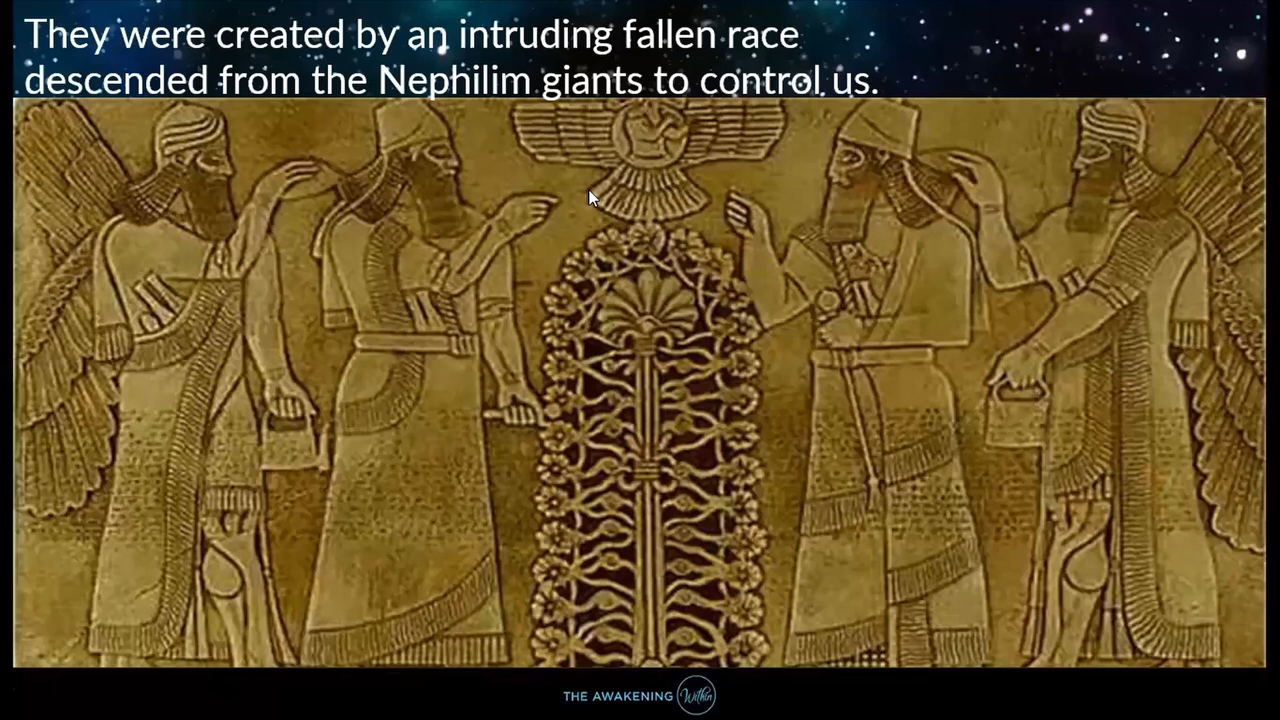 They were created by an intruding fallen race
descended from the Nephilim giants to control us.
THE AWAKENING Within